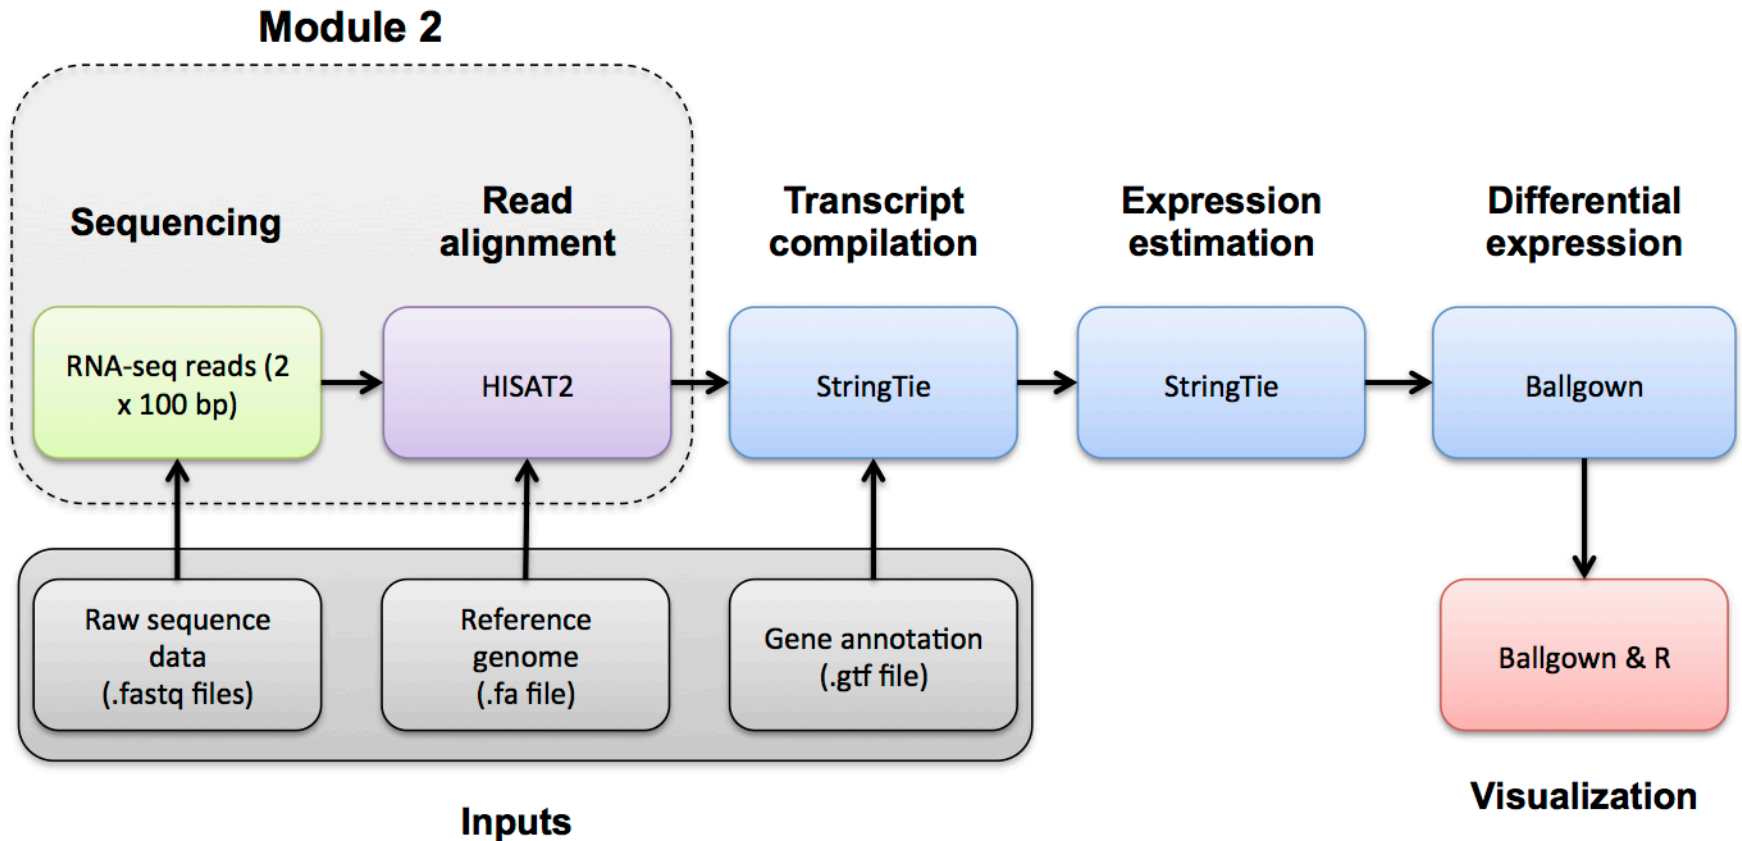 Module 2
Sequencing
Read
alignment
Transcript
compilation
Expression
estimation
Differential
expression
RNA-seq reads (2
x 100 bp)
HISAT2
StringTie
StringTie
Ballgown
Raw sequence
data
(.fastq files)
Reference
genome
(.fa file)
Gene annotation
(.gtf file)
Ballgown & R
Inputs
Visualization